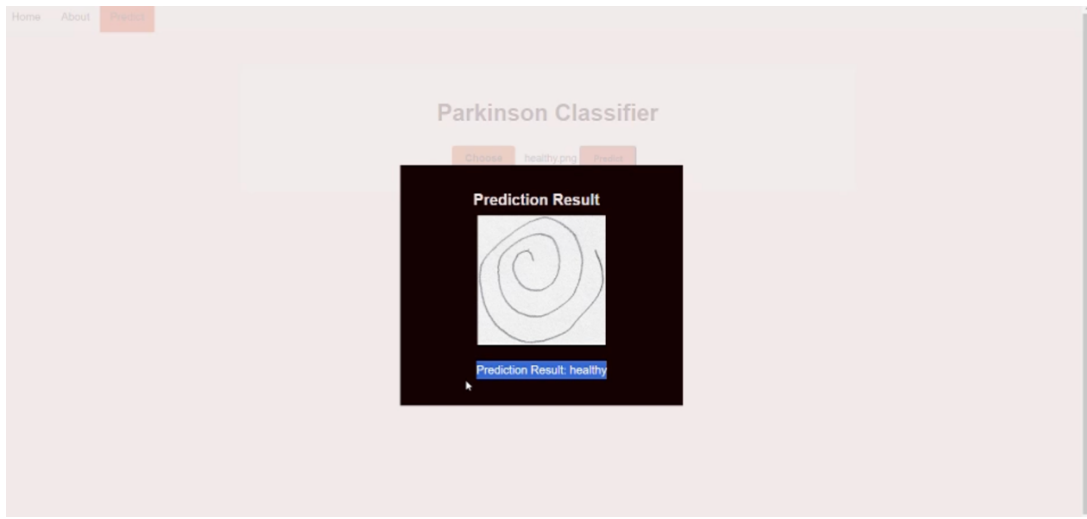 Home About Predict
Parkinson Classifier
Choose healthy.png Predict
Prediction Result
Prediction Result: healthy